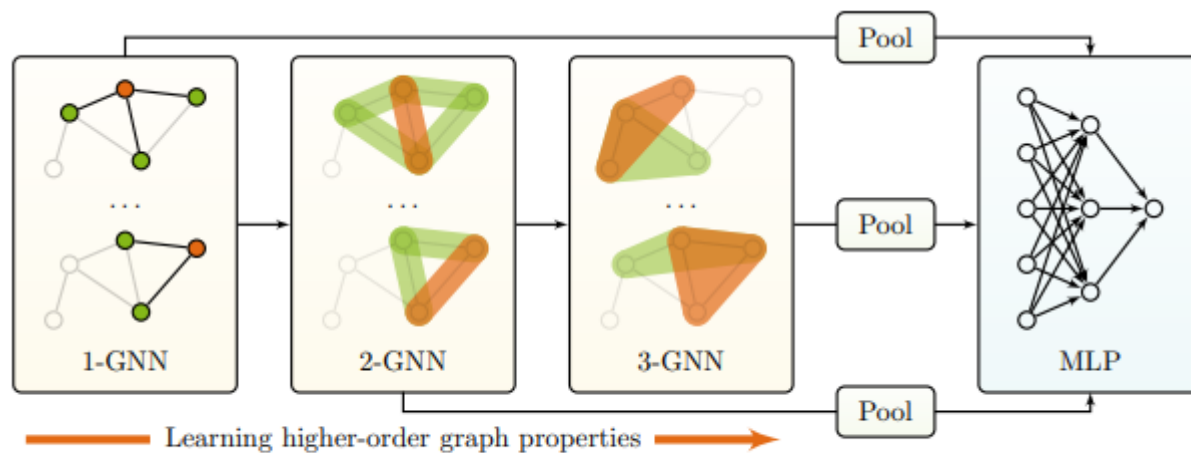 Pool
...
...
...
...
Pool
1-GNN
2-GNN
3-GNN
MLP
Pool
Learning higher-order graph properties